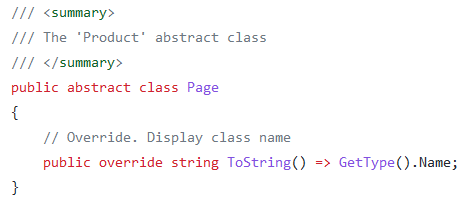 /// <summary>
/// The 'Product' abstract class
/// </summary>
public abstract class Page
{
    // Override. Display class name
    public override string ToString() => GetType().Name;
}